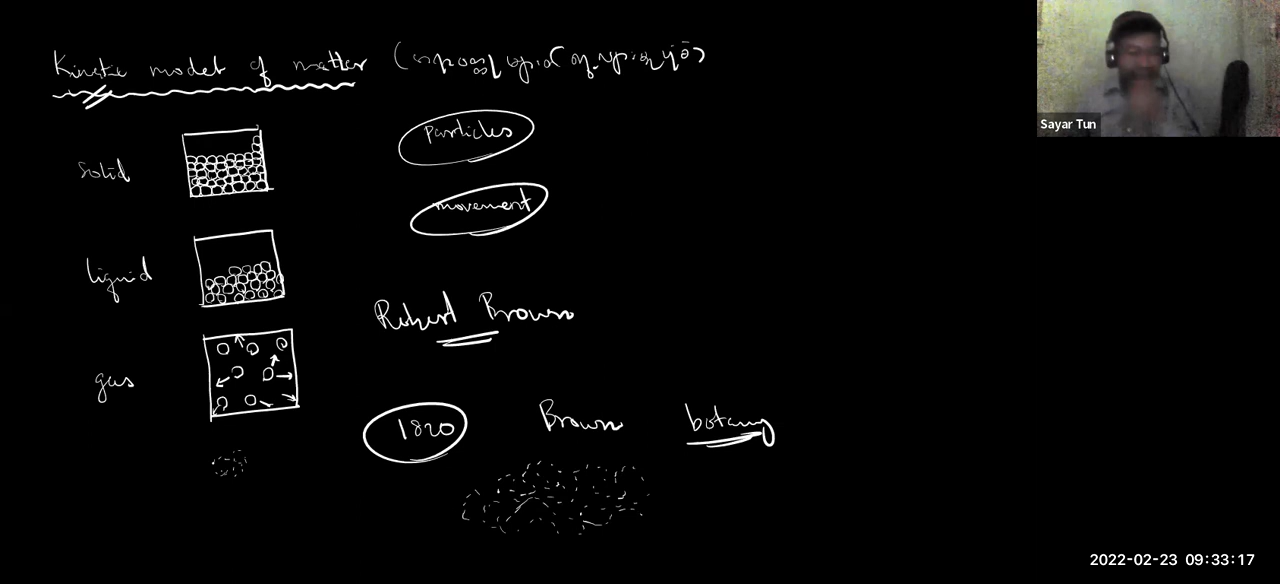 Kinetic model of matter
particles
solid
movement
liquid
Robert Brown
gas
1820 Brown botany
Sayar Tun
2022-02-23 09:33:17